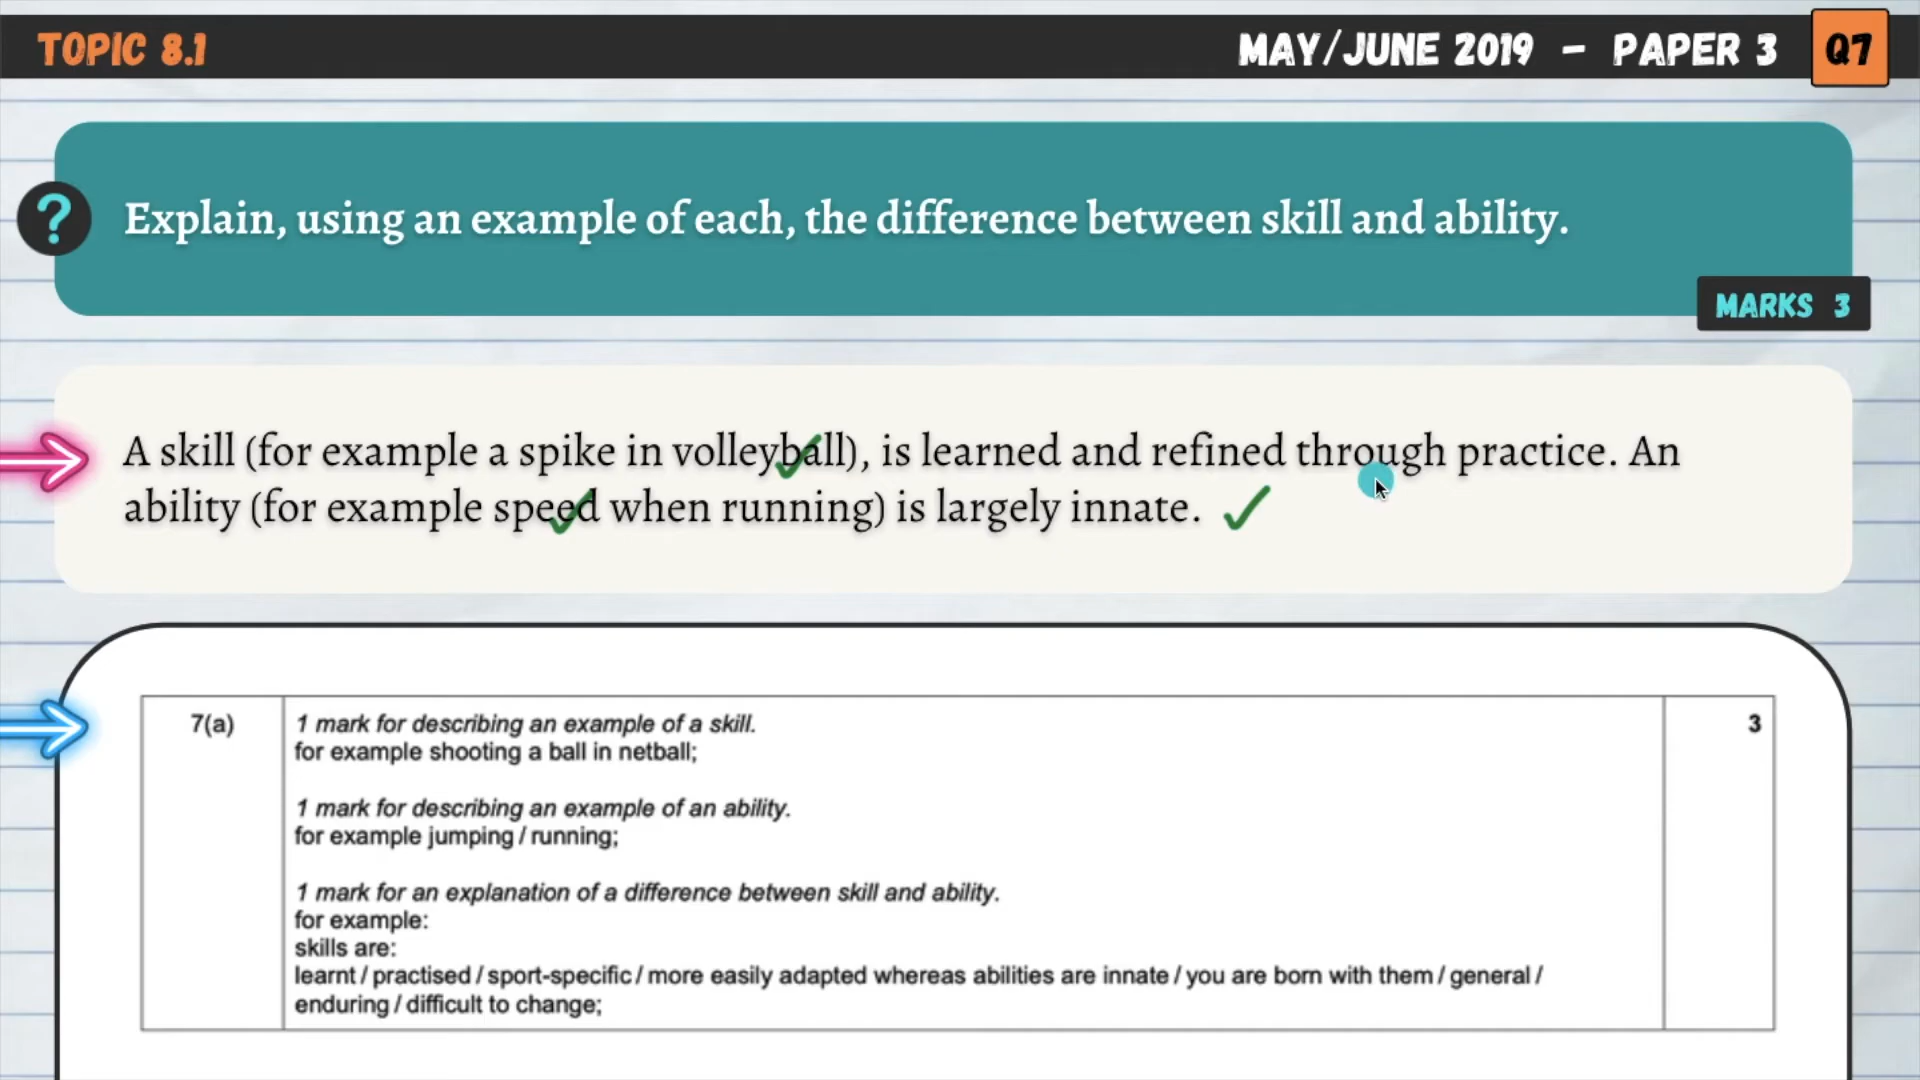 TOPIC 8.1
MAY/JUNE 2019 - PAPER 3
Q7
?
Explain, using an example of each, the difference between skill and ability.
MARKS 3
A skill (for example a spike in volleyball), is learned and refined through practice. An
ability (for example speed when running) is largely innate.
7(a)
1 mark for describing an example of a skill.
3
for example shooting a ball in netball;
1 mark for describing an example of an ability.
for example jumping / running;
1 mark for an explanation of a difference between skill and ability.
for example:
skills are:
learnt / practised / sport-specific / more easily adapted whereas abilities are innate / you are born with them / general /
enduring / difficult to change;